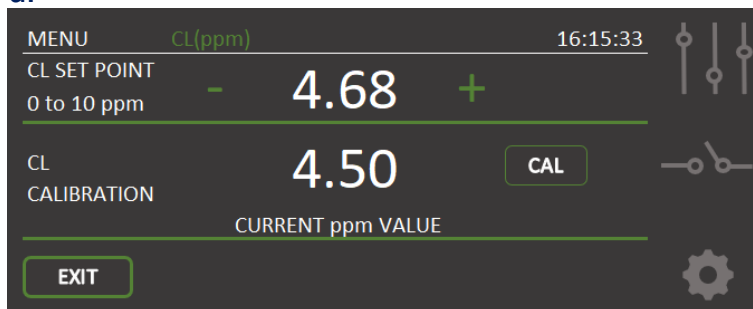 MENU CL(ppm) 16:15:33
CL SET POINT
0 to 10 ppm - 4.68 +
CL
CALIBRATION 4.50 CAL
CURRENT ppm VALUE
EXIT